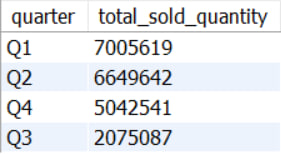 quarter total_sold_quantity
Q1 7005619
Q2 6649642
Q4 5042541
Q3 2075087